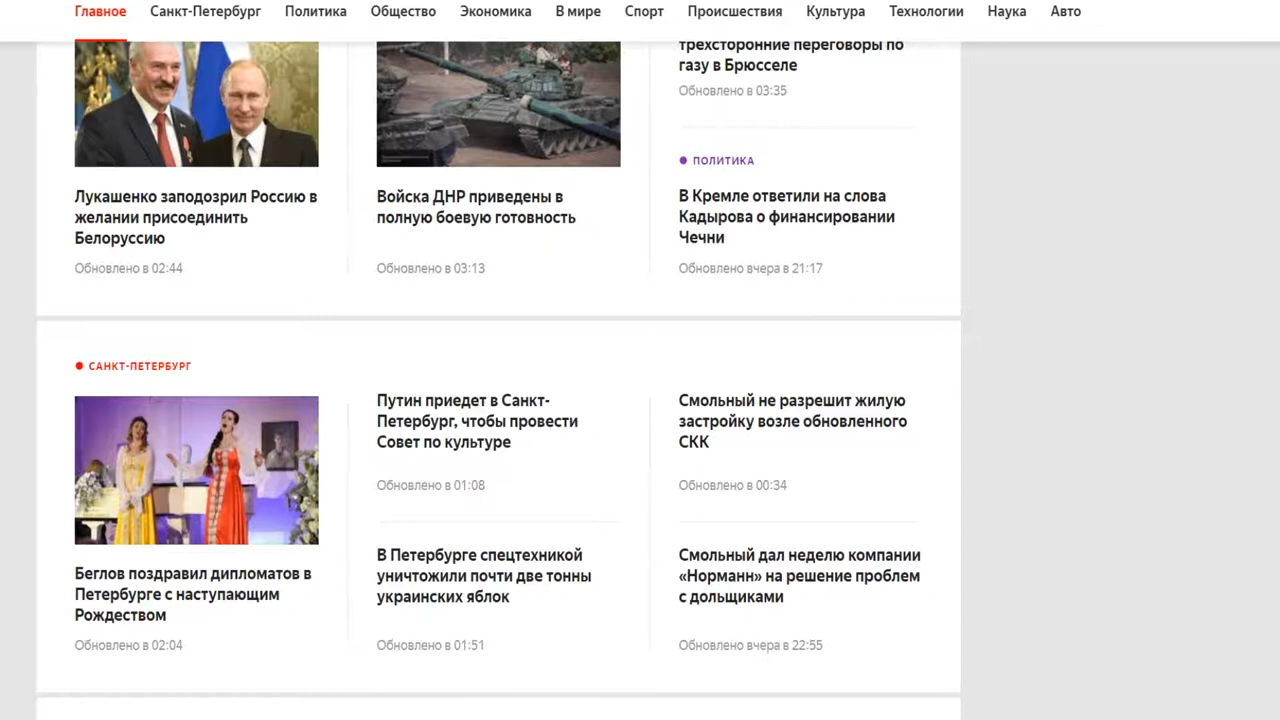 Главное Санкт-Петербург Политика Общество Экономика В мире Спорт Происшествия Культура Технологии Наука Авто
Лукашенко заподозрил Россию в
желании присоединить
Белоруссию
Обновлено в 02:44
Войска ДНР приведены в
полную боевую готовность
Обновлено в 03:13
трехсторонние переговоры по
газу в Брюсселе
Обновлено в 03:35
ПОЛИТИКА
В Кремле ответили на слова
Кадырова о финансировании
Чечни
Обновлено вчера в 21:17
САНКТ-ПЕТЕРБУРГ
Беглов поздравил дипломатов в
Петербурге с наступающим
Рождеством
Обновлено в 02:04
Путин приедет в Санкт-
Петербург, чтобы провести
Совет по культуре
Обновлено в 01:08
В Петербурге спецтехникой
уничтожили почти две тонны
украинских яблок
Обновлено в 01:51
Смольный не разрешит жилую
застройку возле обновленного
СКК
Обновлено в 00:34
Смольный дал неделю компании
«Норманн» на решение проблем
с дольщиками
Обновлено вчера в 22:55